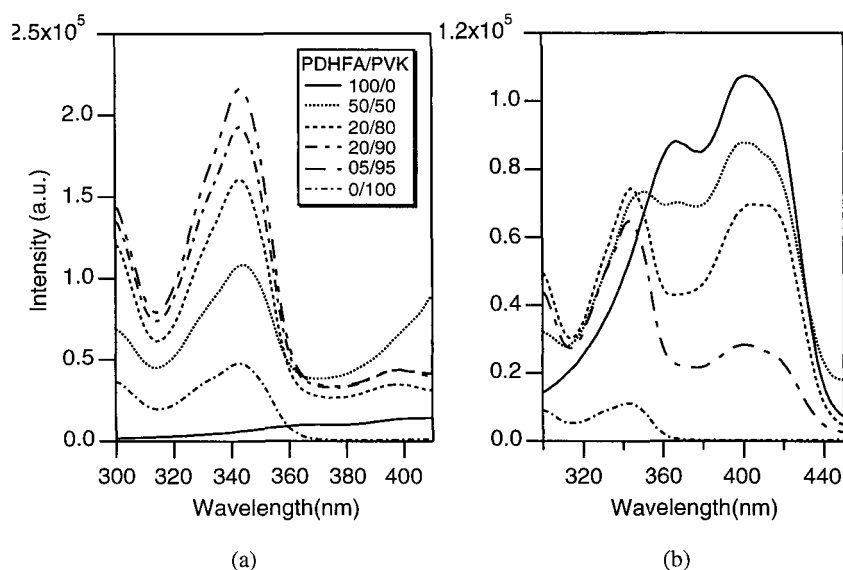 2.5x10⁵
2.0
1.5
1.0
0.5
0.0
Intensity (a.u.)
PDHFA/PVK
100/0
50/50
20/80
20/90
05/95
0/100
300 320 340 360 380 400
Wavelength(nm)
(a)
1.2x10⁵
1.0
0.8
0.6
0.4
0.2
0.0
320 360 400 440
Wavelength(nm)
(b)